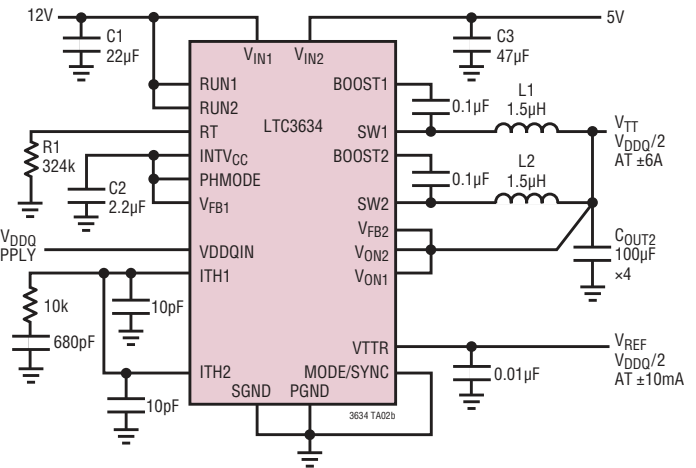 12V
5V
C1
22µF
C3
47µF
VIN1
VIN2
RUN1
RUN2
BOOST1
LTC3634
0.1µF
L1
1.5µH
RT
SW1
VTT
VDDQ/2
AT ±6A
R1
324k
INTVCC
BOOST2
PHMODE
C2
2.2µF
0.1µF
L2
1.5µH
VFB1
SW2
VFB2
VDDQ
PPLY
VDDQIN
VON2
VON1
COUT2
100µF
×4
ITH1
10k
10pF
680pF
VTTR
VREF
VDDQ/2
AT ±10mA
ITH2
MODE/SYNC
0.01µF
10pF
SGND
PGND
3634 TA02b